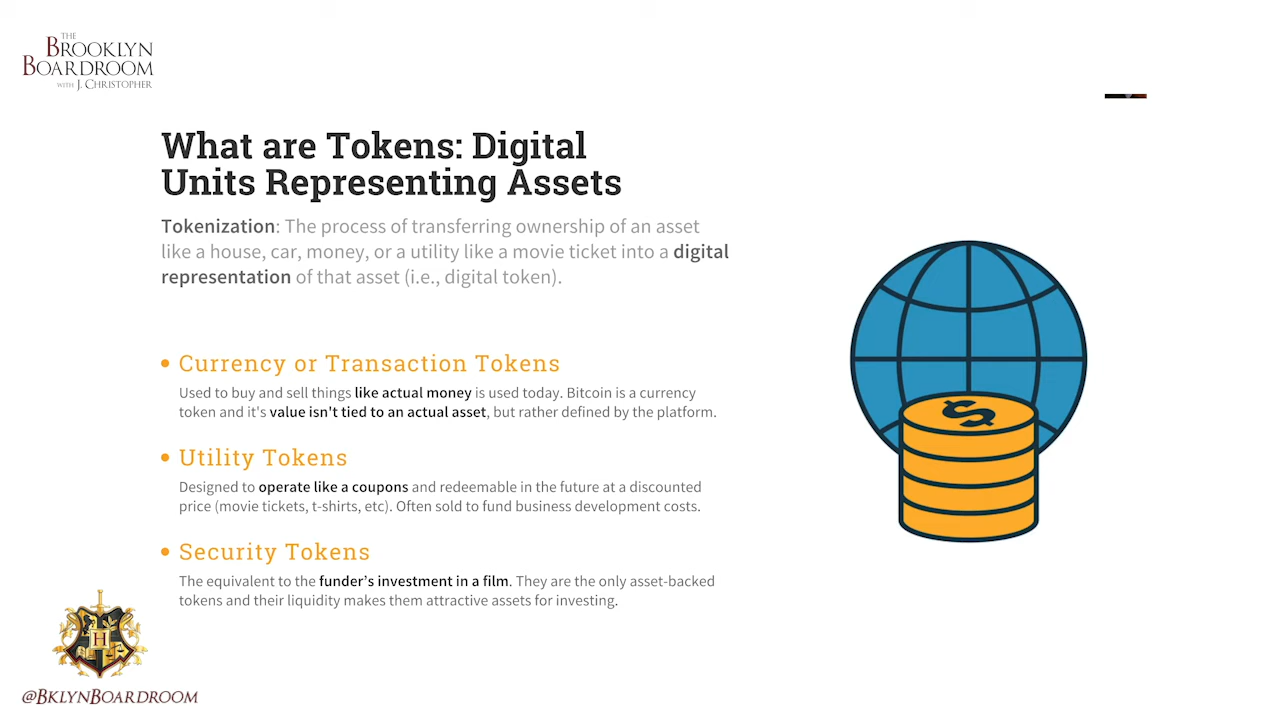 THE
BROOKLYN
BOARDROOM
WITH J. CHRISTOPHER
What are Tokens: Digital
Units Representing Assets
Tokenization: The process of transferring ownership of an asset
like a house, car, money, or a utility like a movie ticket into a digital
representation of that asset (i.e., digital token).
• Currency or Transaction Tokens
Used to buy and sell things like actual money is used today. Bitcoin is a currency
token and it's value isn't tied to an actual asset, but rather defined by the platform.
• Utility Tokens
Designed to operate like a coupons and redeemable in the future at a discounted
price (movie tickets, t-shirts, etc). Often sold to fund business development costs.
• Security Tokens
The equivalent to the funder’s investment in a film. They are the only asset-backed
tokens and their liquidity makes them attractive assets for investing.
$
H
@BKLYNBOARDROOM